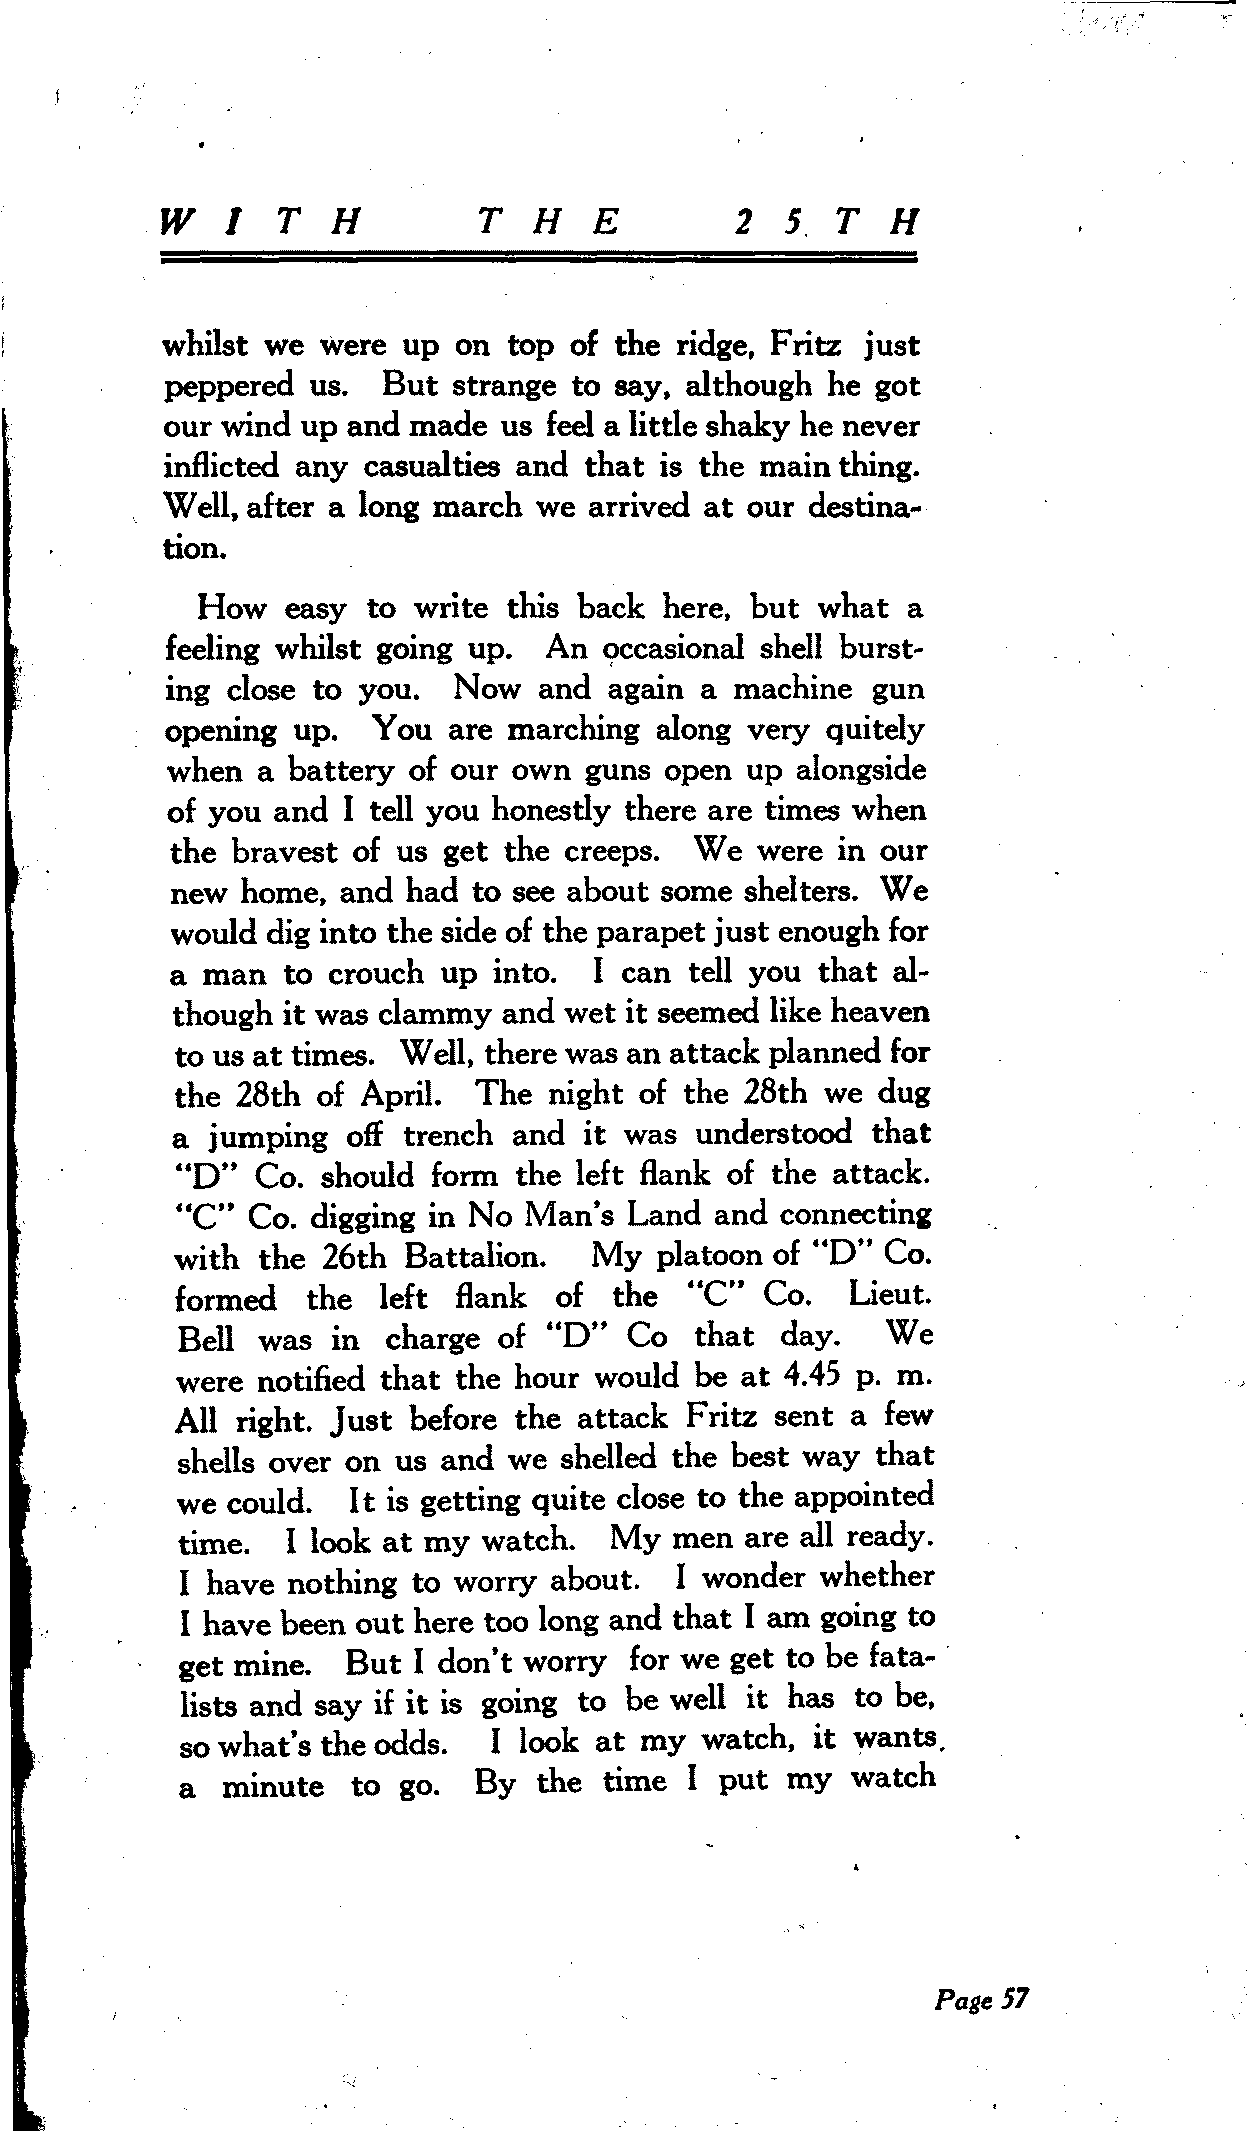 WITH THE 25TH
whilst we were up on top of the ridge, Fritz just
peppered us. But strange to say, although he got
our wind up and made us feel a little shaky he never
inflicted any casualties and that is the main thing.
Well, after a long march we arrived at our destina-
tion.
How easy to write this back here, but what a
feeling whilst going up. An occasional shell burst-
ing close to you. Now and again a machine gun
opening up. You are marching along very quitely
when a battery of our own guns open up alongside
of you and I tell you honestly there are times when
the bravest of us get the creeps. We were in our
new home, and had to see about some shelters. We
would dig into the side of the parapet just enough for
a man to crouch up into. I can tell you that al-
though it was clammy and wet it seemed like heaven
to us at times. Well, there was an attack planned for
the 28th of April. The night of the 28th we dug
a jumping off trench and it was understood that
"D" Co. should form the left flank of the attack.
"C" Co. digging in No Man's Land and connecting
with the 26th Battalion. My platoon of "D" Co.
formed the left flank of the "C" Co. Lieut.
Bell was in charge of "D" Co that day. We
were notified that the hour would be at 4.45 p. m.
All right. Just before the attack Fritz sent a few
shells over on us and we shelled the best way that
we could. It is getting quite close to the appointed
time. I look at my watch. My men are all ready.
I have nothing to worry about. I wonder whether
I have been out here too long and that I am going to
get mine. But I don't worry for we get to be fata-
lists and say if it is going to be well it has to be,
so what's the odds. I look at my watch, it wants
a minute to go. By the time I put my watch
Page 57